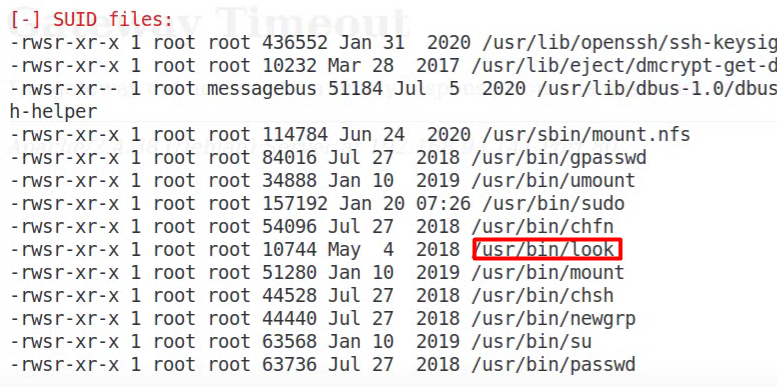 [-] SUID files:
-rwsr-xr-x 1 root root 436552 Jan 31  2020 /usr/lib/openssh/ssh-keysig
-rwsr-xr-x 1 root root 10232 Mar 28  2017 /usr/lib/eject/dmcrypt-get-d
-rwsr-xr-- 1 root messagebus 51184 Jul  5  2020 /usr/lib/dbus-1.0/dbus
h-helper
-rwsr-xr-x 1 root root 114784 Jun 24  2020 /usr/sbin/mount.nfs
-rwsr-xr-x 1 root root 84016 Jul 27  2018 /usr/bin/gpasswd
-rwsr-xr-x 1 root root 34888 Jan 10  2019 /usr/bin/umount
-rwsr-xr-x 1 root root 157192 Jan 20 07:26 /usr/bin/sudo
-rwsr-xr-x 1 root root 54096 Jul 27  2018 /usr/bin/chfn
-rwsr-xr-x 1 root root 10744 May  4  2018 /usr/bin/look
-rwsr-xr-x 1 root root 51280 Jan 10  2019 /usr/bin/mount
-rwsr-xr-x 1 root root 44528 Jul 27  2018 /usr/bin/chsh
-rwsr-xr-x 1 root root 44440 Jul 27  2018 /usr/bin/newgrp
-rwsr-xr-x 1 root root 63568 Jan 10  2019 /usr/bin/su
-rwsr-xr-x 1 root root 63736 Jul 27  2018 /usr/bin/passwd
Gateway Timeout